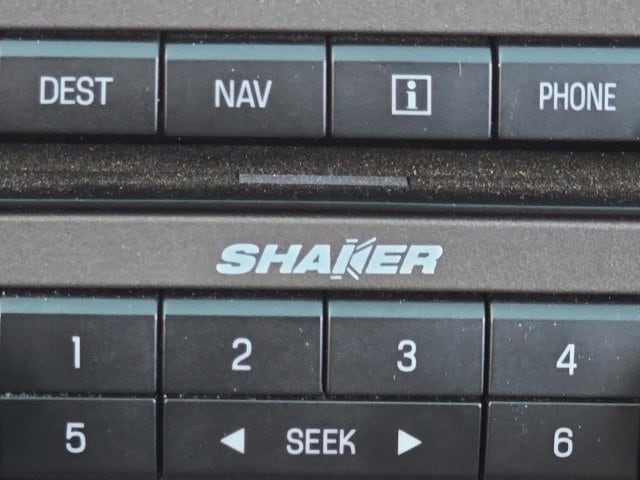 DEST NAV i PHONE
SHAKER
1 2 3 4
5 ◀ SEEK ▶ 6